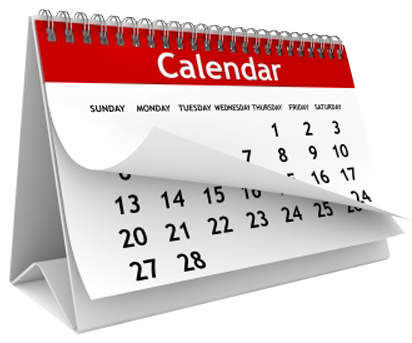 Calendar
SUNDAY MONDAY TUESDAY WEDNESDAY THURSDAY FRIDAY SATURDAY
1 2 3
7 8 9 10
16 17
24
13 14 15 16
20 21 22 23 24 25
27 28